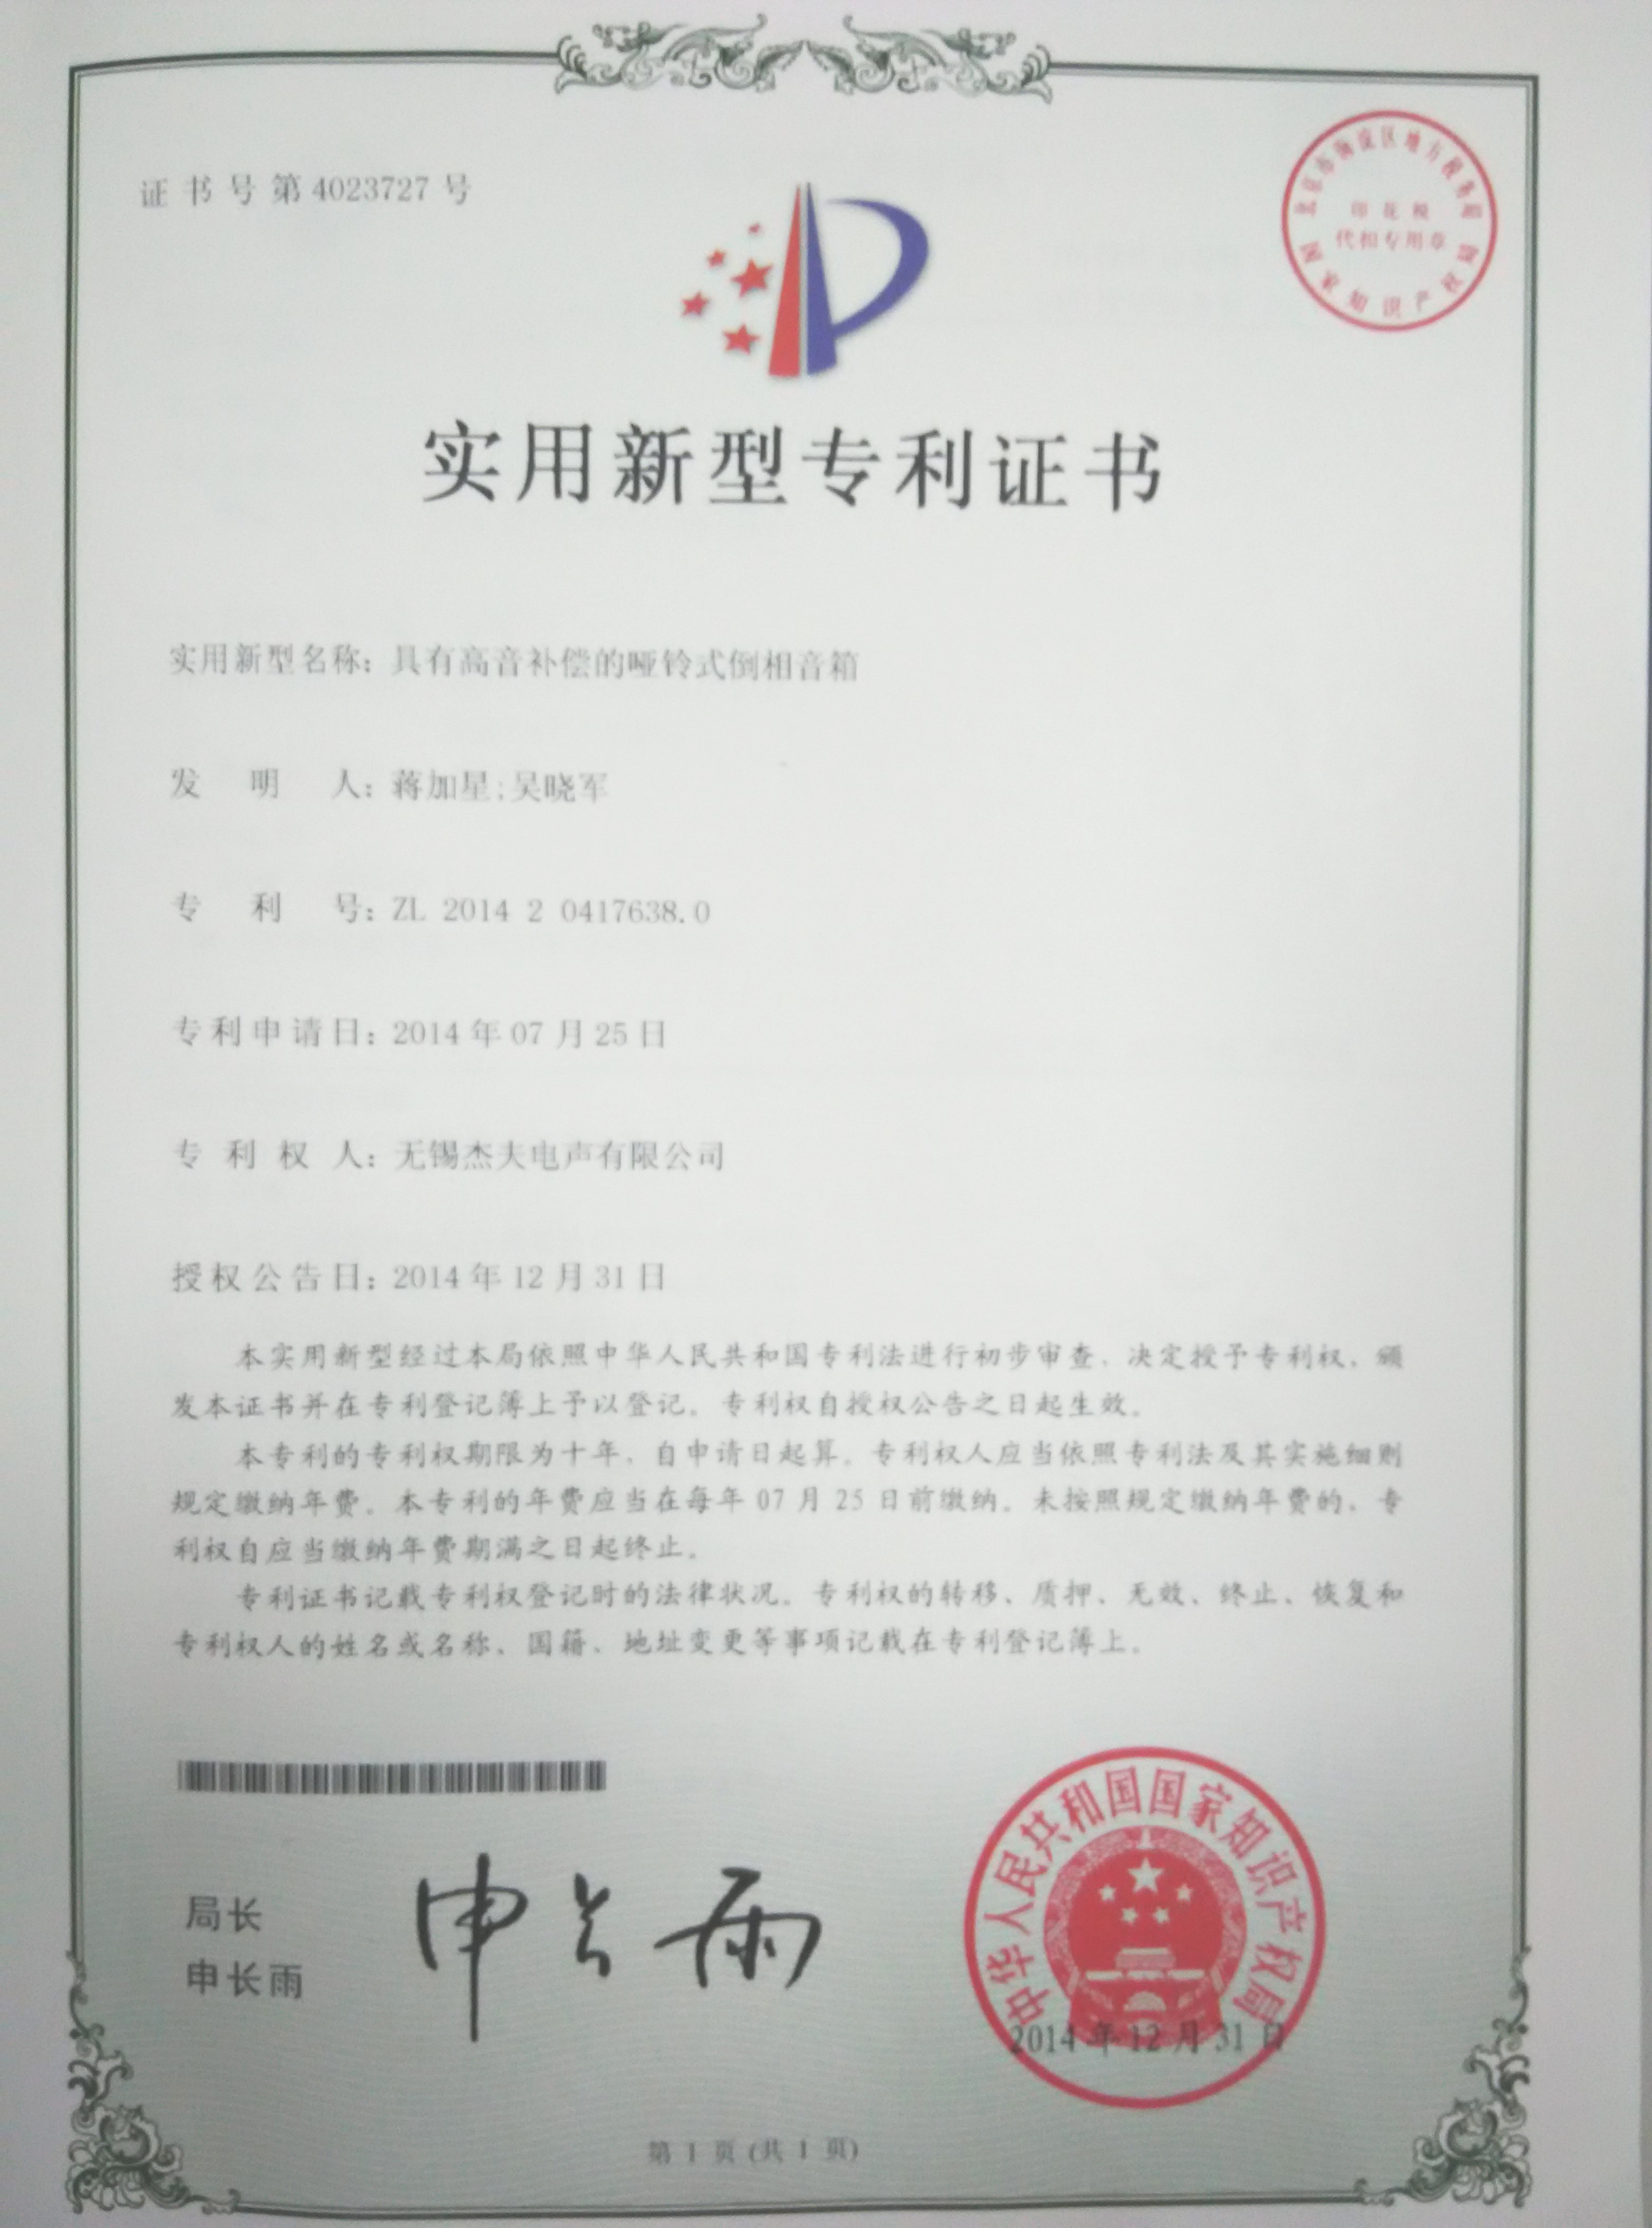 证书号第4023727号
北京市海淀区地方税务局
印花税
代扣专用章
国家知识产权局
实用新型专利证书
实用新型名称：具有高音补偿的哑铃式倒相音箱
发明人：蒋加星;吴晓军
专利号：ZL 2014 2 0417638.0
专利申请日：2014年07月25日
专利权人：无锡杰夫电声有限公司
授权公告日：2014年12月31日
本实用新型经过本局依照中华人民共和国专利法进行初步审查，决定授予专利权，颁
发本证书并在专利登记簿上予以登记。专利权自授权公告之日起生效。
本专利的专利权期限为十年，自申请日起算。专利权人应当依照专利法及其实施细则
规定缴纳年费。本专利的年费应当在每年07月25日前缴纳。未按照规定缴纳年费的，专
利权自应当缴纳年费期满之日起终止。
专利证书记载专利权登记时的法律状况。专利权的转移、质押、无效、终止、恢复和
专利权人的姓名或名称、国籍、地址变更等事项记载在专利登记簿上。
局长
申长雨
申长雨
中华人民共和国国家知识产权局
2014年12月31日
第1页(共1页)